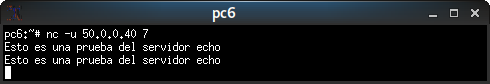 pc6
pc6:~# nc -u 50.0.0.40 7
Esto es una prueba del servidor echo
Esto es una prueba del servidor echo